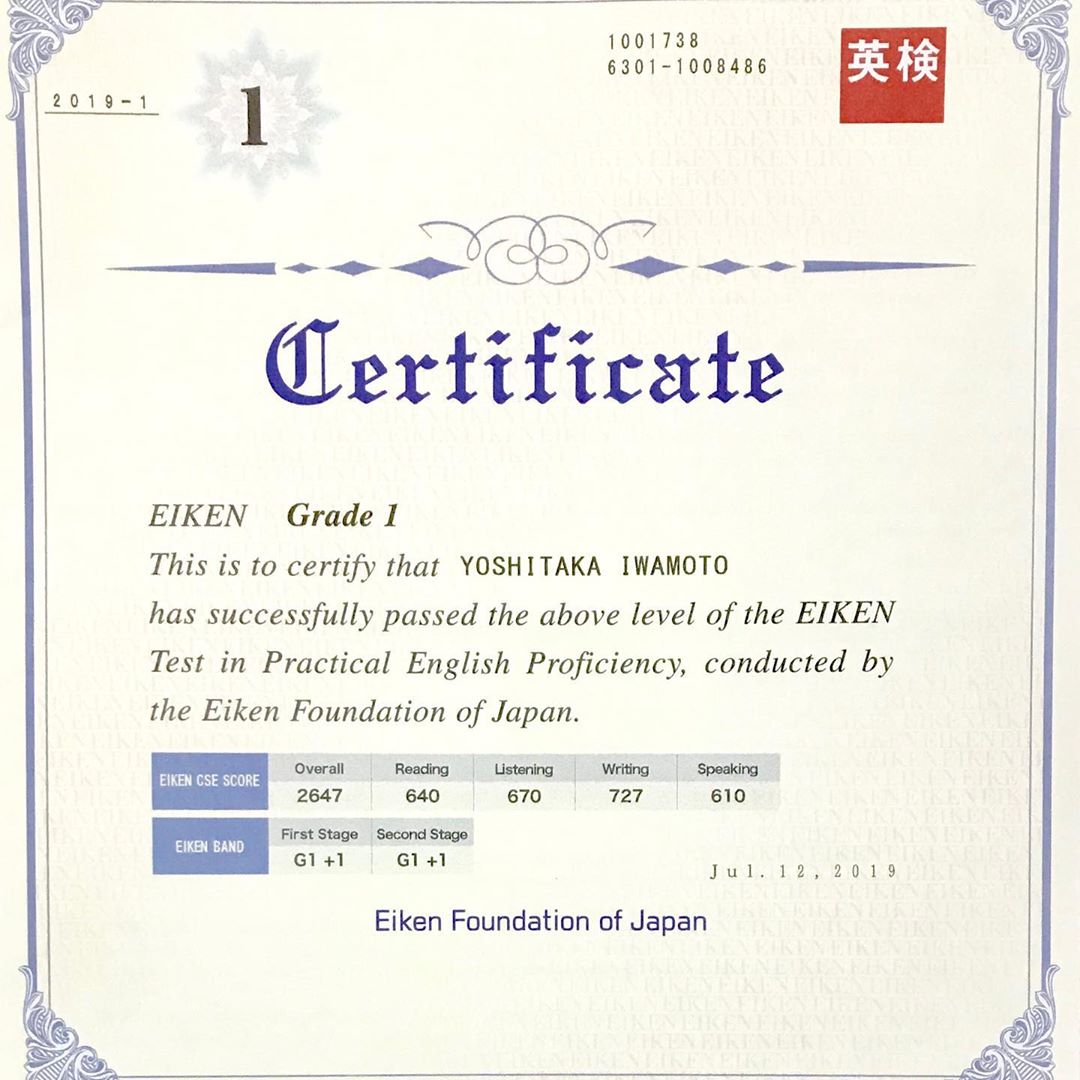 1001738
6301-1008486
英検
2019-1
1
Certificate
EIKEN Grade 1
This is to certify that YOSHITAKA IWAMOTO
has successfully passed the above level of the EIKEN
Test in Practical English Proficiency, conducted by
the Eiken Foundation of Japan.
EIKEN CSE SCORE
Overall Reading Listening Writing Speaking
2647 640 670 727 610
EIKEN BAND
First Stage Second Stage
G1 +1 G1 +1
Jul.12,2019
Eiken Foundation of Japan